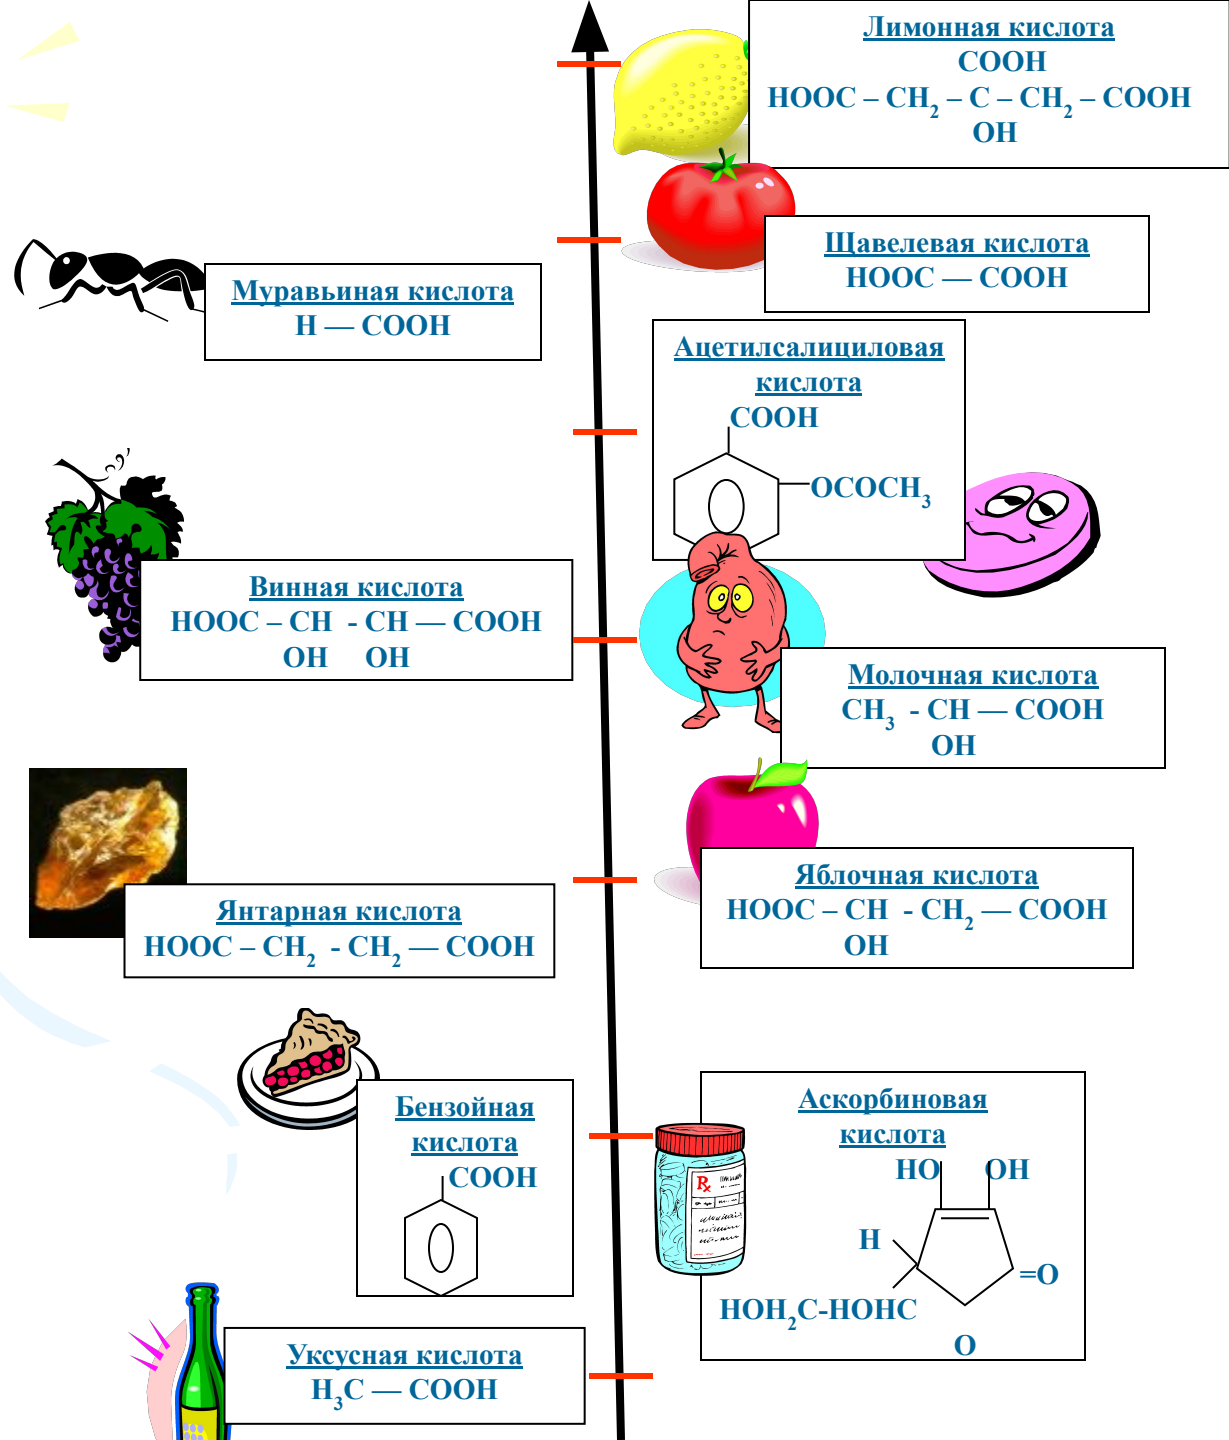 Лимонная кислота
COOH
HOOC – CH₂ – C – CH₂ – COOH
OH
Щавелевая кислота
HOOC — COOH
Муравьиная кислота
H — COOH
Ацетилсалициловая
кислота
COOH
OCOCH₃
Винная кислота
HOOC – CH - CH — COOH
OH OH
Молочная кислота
CH₃ - CH — COOH
OH
Яблочная кислота
HOOC – CH - CH₂ — COOH
OH
Янтарная кислота
HOOC – CH₂ - CH₂ — COOH
Бензойная
кислота
COOH
Аскорбиновая
кислота
HO OH
H
=O
HOH₂C-HOHC
O
Rx
Уксусная кислота
H₃C — COOH